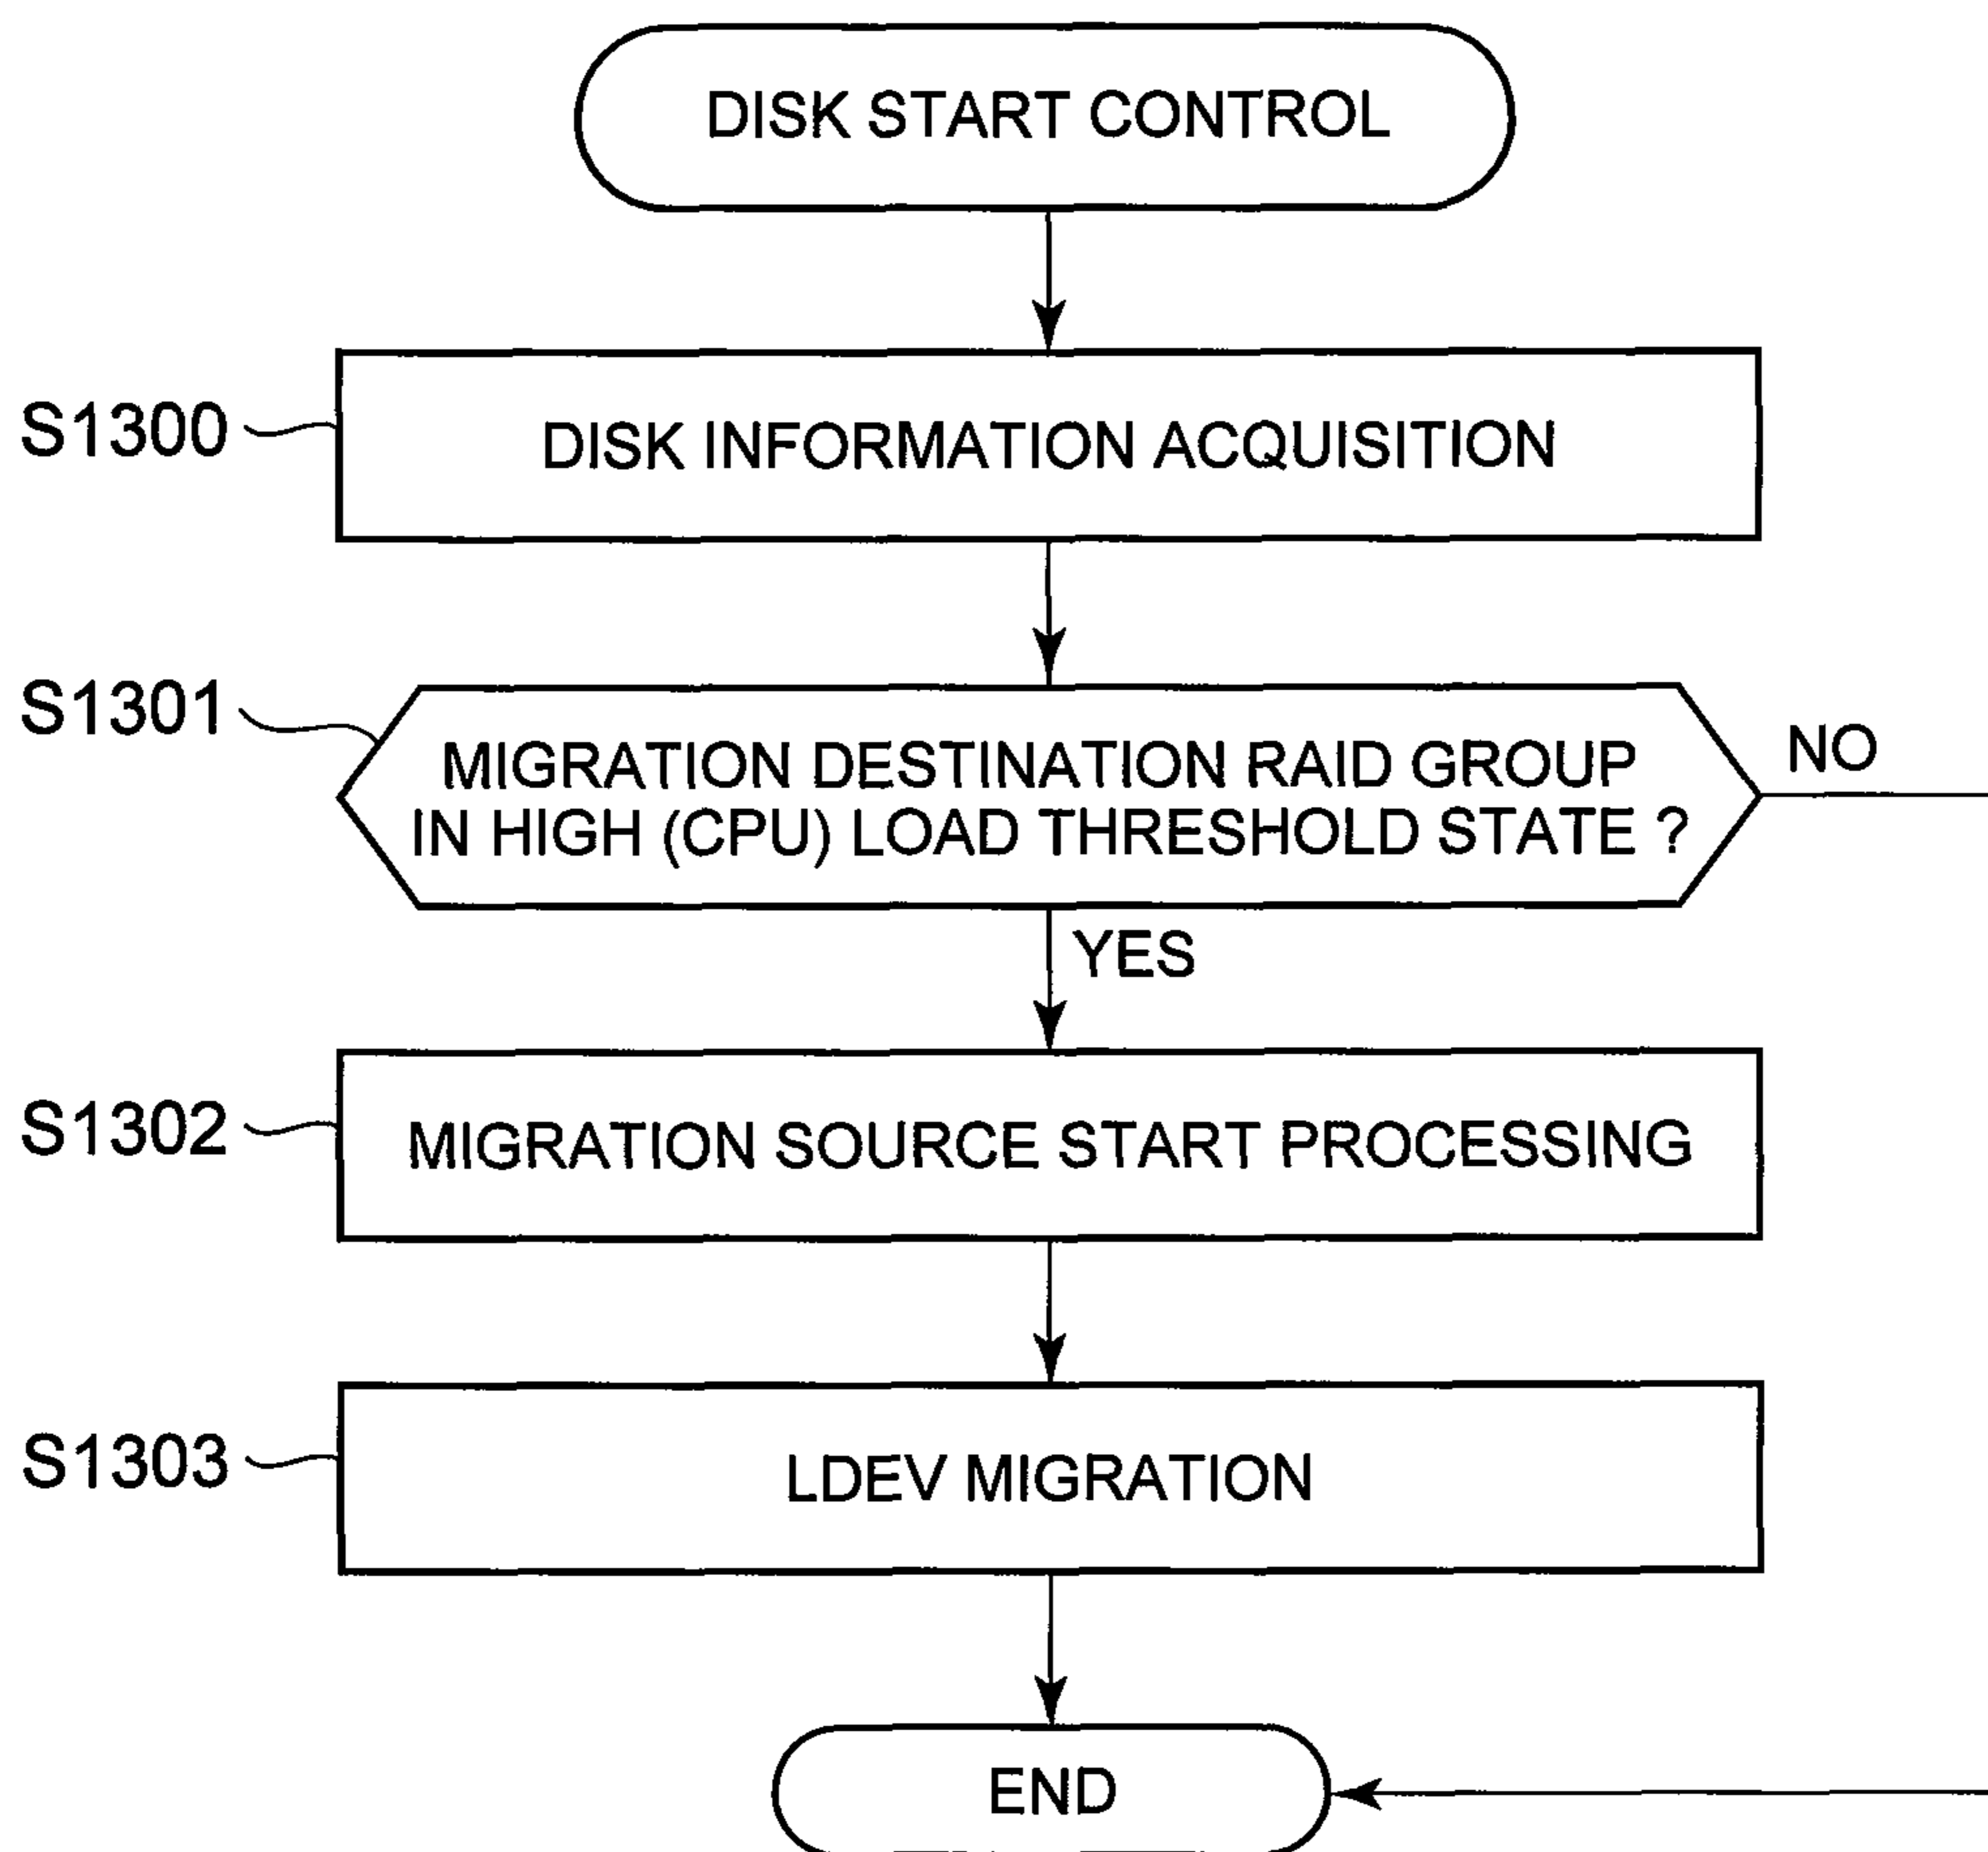 DISK START CONTROL
S1300
DISK INFORMATION ACQUISITION
S1301
MIGRATION DESTINATION RAID GROUP
IN HIGH (CPU) LOAD THRESHOLD STATE ?
NO
YES
S1302
MIGRATION SOURCE START PROCESSING
S1303
LDEV MIGRATION
END